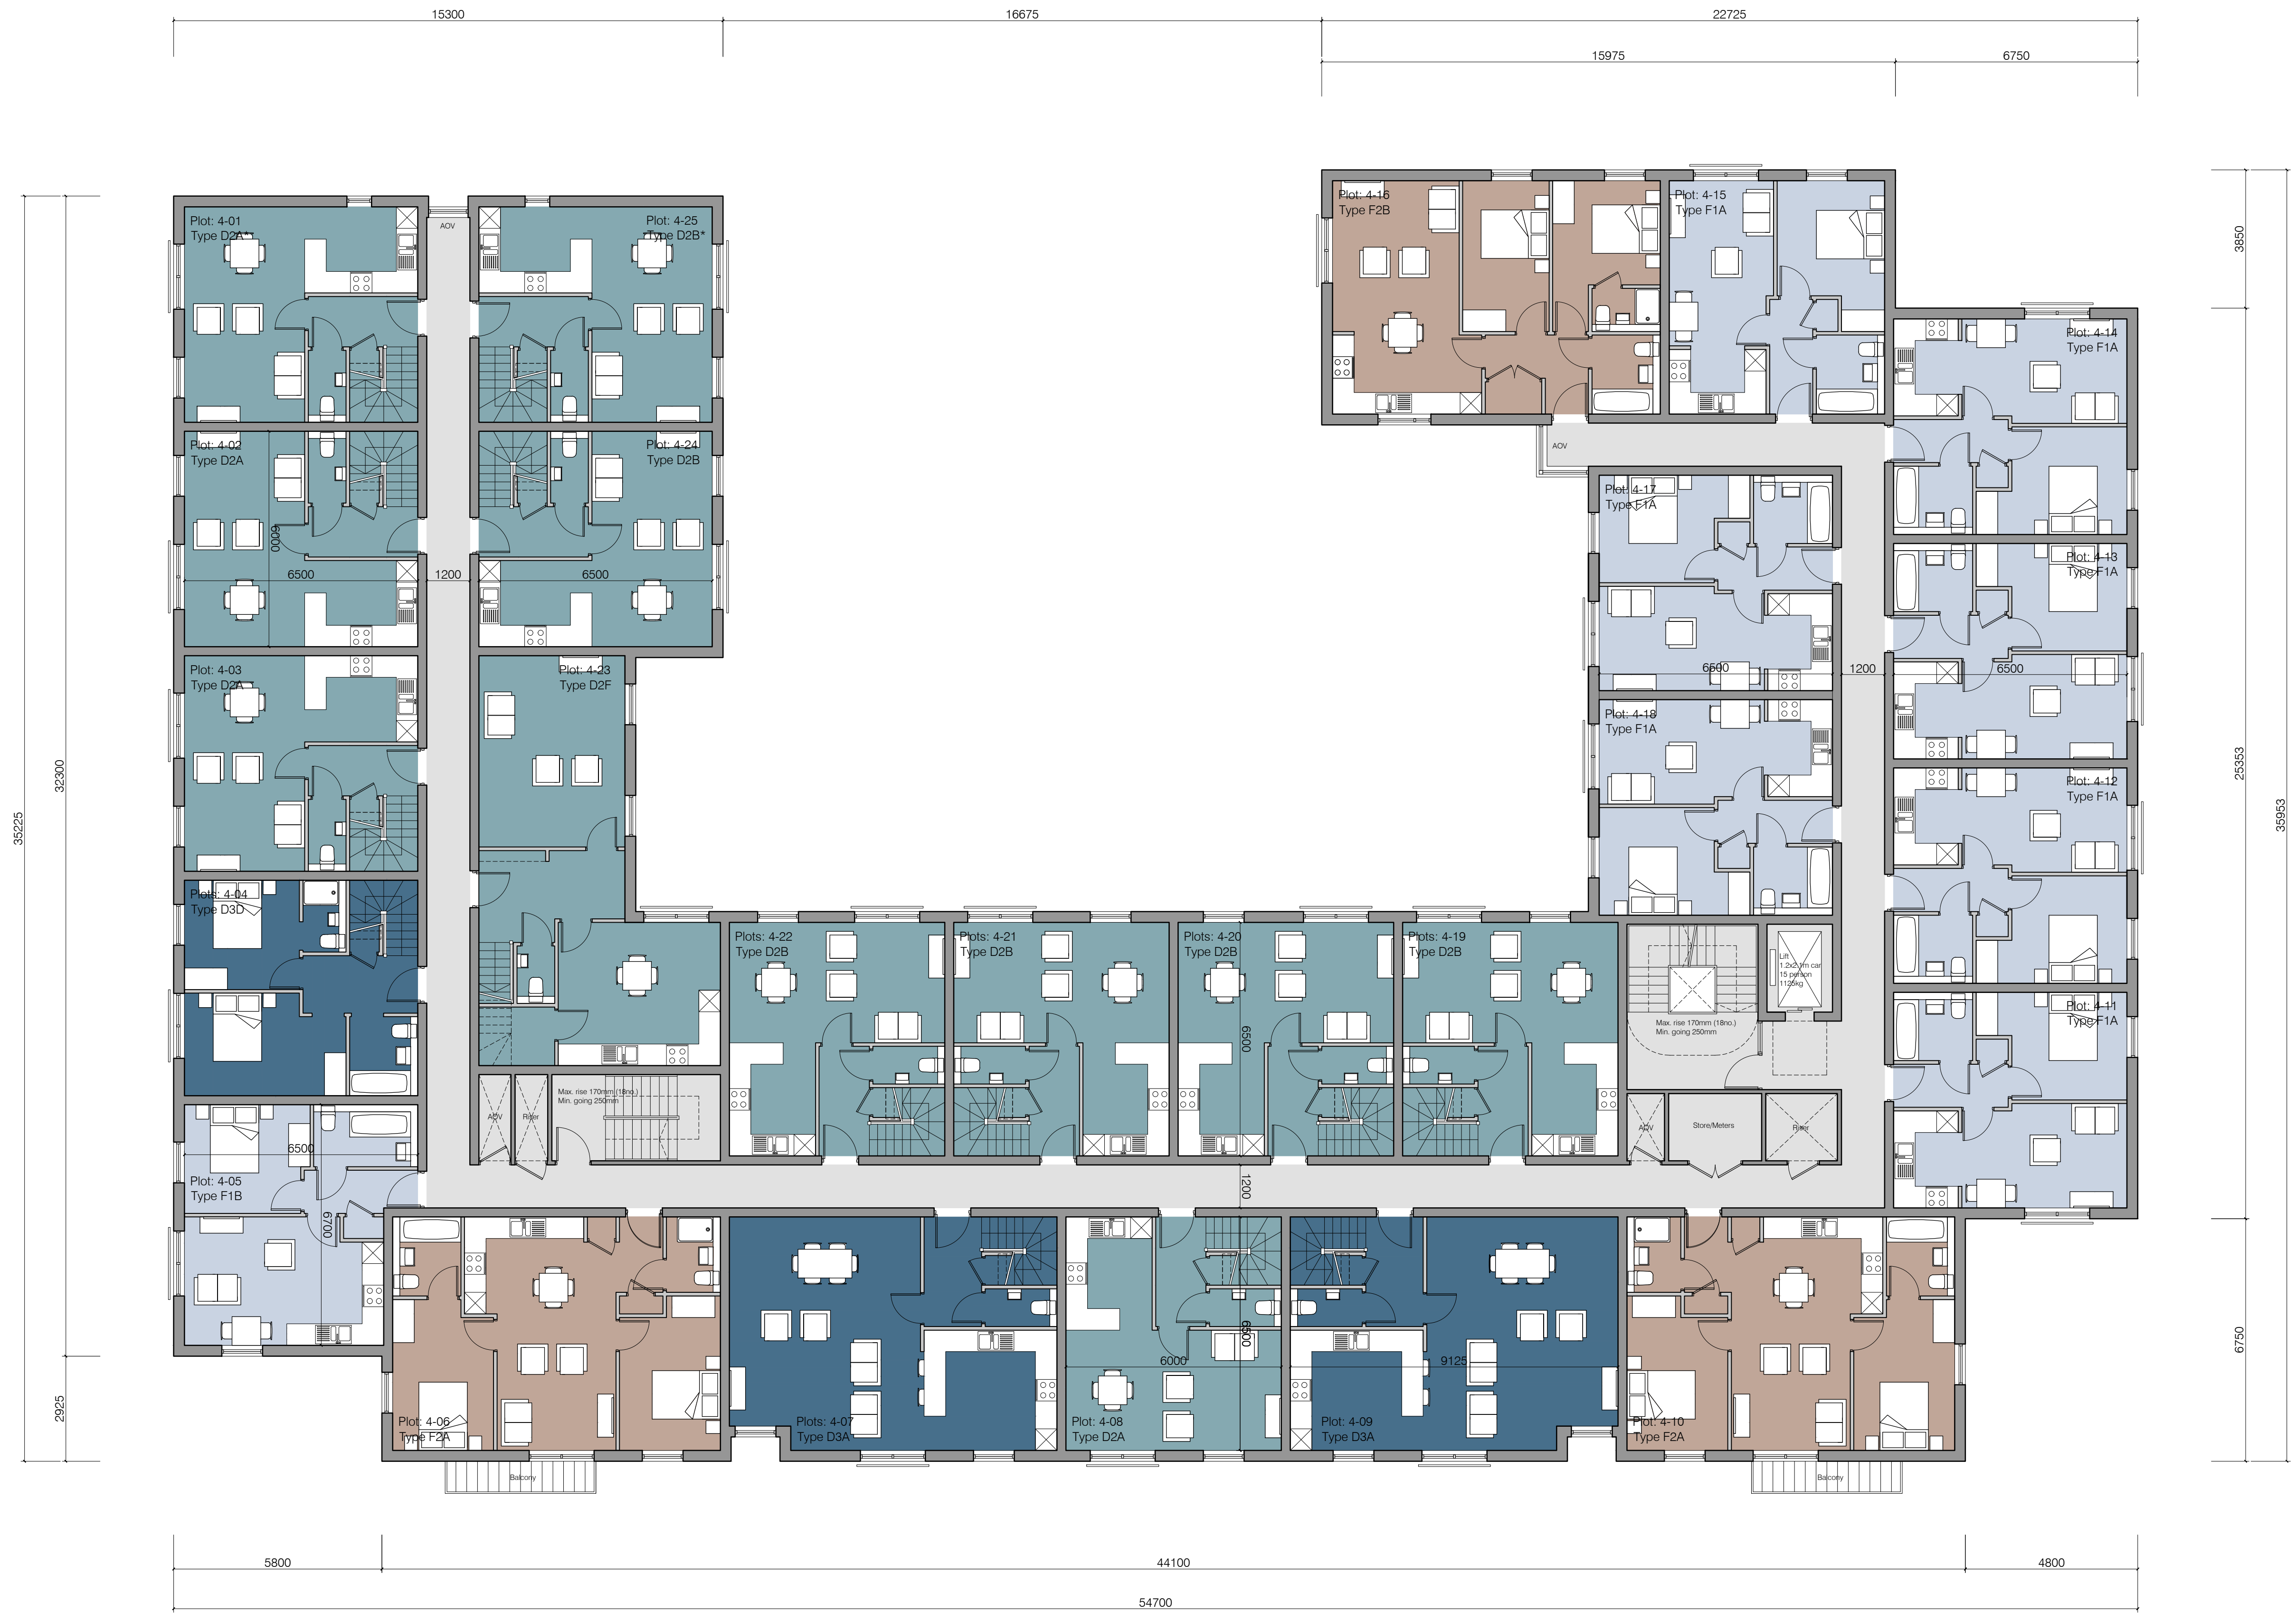 15300
16675
22725
15975
6750
Plot: 4-01
Type D2A*
AOV
Plot: 4-25
Type D2B*
Plot: 4-16
Type F2B
Plot: 4-15
Type F1A
3850
Plot: 4-14
Type F1A
Plot: 4-02
Type D2A
6000
6500
1200
Plot: 4-24
Type D2B
6500
AOV
Plot: 4-17
Type F1A
6500
1200
Plot: 4-13
Type F1A
6500
Plot: 4-03
Type D2A
Plot: 4-23
Type D2F
Plot: 4-18
Type F1A
Plot: 4-12
Type F1A
35225
32300
25353
35953
Plots: 4-04
Type D3D
Plots: 4-22
Type D2B
Plots: 4-21
Type D2B
Plots: 4-20
Type D2B
6500
Plots: 4-19
Type D2B
Lift
1.2x2.1m car
15 person
1125kg
Max. rise 170mm (18no.)
Min. going 250mm
Plot: 4-11
Type F1A
AOV
Riser
Max. rise 170mm (18no.)
Min. going 250mm
AOV
Store/Meters
Riser
6500
Plot: 4-05
Type F1B
6700
1200
6500
6000
9125
6750
2925
Plot: 4-06
Type F2A
Plots: 4-07
Type D3A
Plot: 4-08
Type D2A
Plot: 4-09
Type D3A
Plot: 4-10
Type F2A
Balcony
Balcony
5800
44100
4800
54700